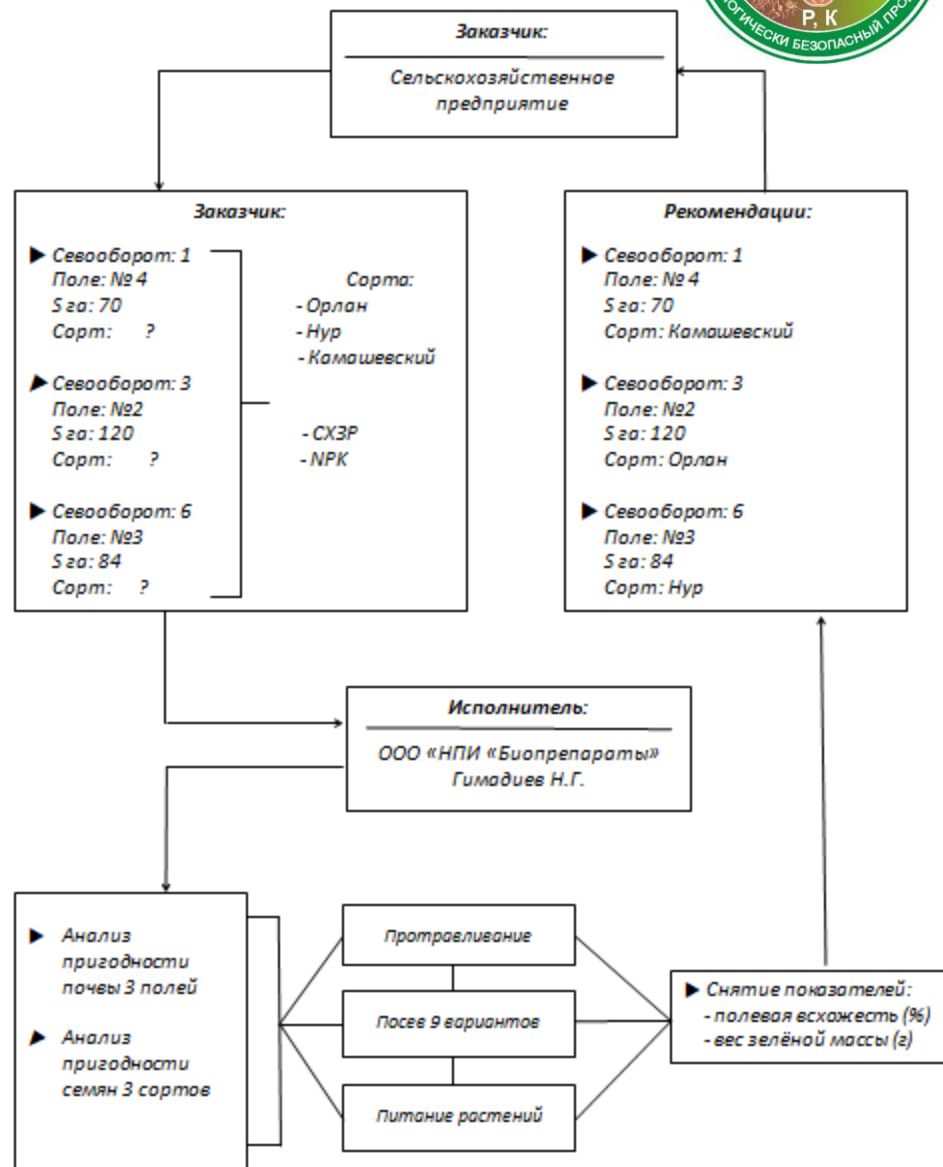 Р, К
ОГИЧЕСКИ БЕЗОПАСНЫЙ ПРО
Заказчик:
Сельскохозяйственное
предприятие
Заказчик:
Севооборот: 1
Поле: № 4
S га: 70
Сорт: ?
Севооборот: 3
Поле: №2
S га: 120
Сорт: ?
Севооборот: 6
Поле: №3
S га: 84
Сорт: ?
Сорта:
- Орлан
- Нур
- Камашевский
- СХЗР
- NPK
Рекомендации:
Севооборот: 1
Поле: № 4
S га: 70
Сорт: Камашевский
Севооборот: 3
Поле: №2
S га: 120
Сорт: Орлан
Севооборот: 6
Поле: №3
S га: 84
Сорт: Нур
Исполнитель:
ООО «НПИ «Биопрепараты»
Гимадиев Н.Г.
Анализ
пригодности
почвы 3 полей
Анализ
пригодности
семян 3 сортов
Протравливание
Посев 9 вариантов
Питание растений
Снятие показателей:
- полевая всхожесть (%)
- вес зелёной массы (г)